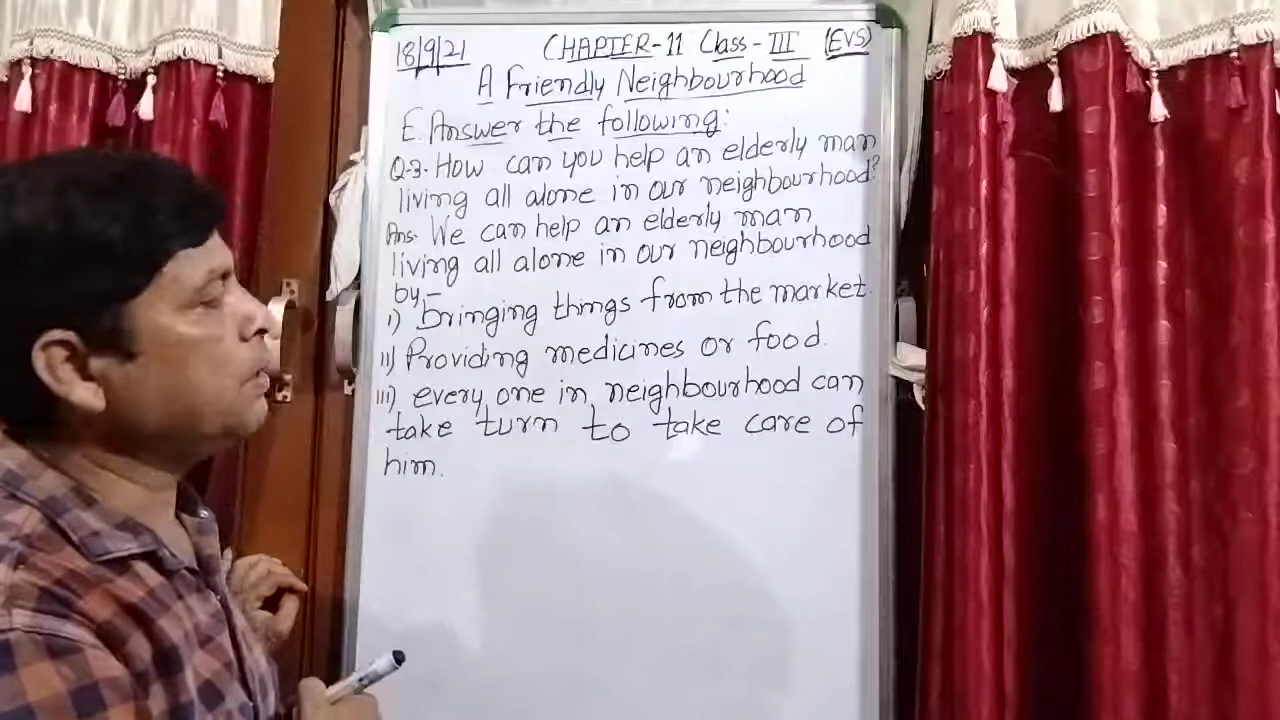 18/9/21 CHAPTER-11 Class-III (EVS)
A Friendly Neighbourhood
E. Answer the following:
Q-3. How can you help an elderly man
living all alone in our neighbourhood?
Ans. We can help an elderly man
living all alone in our neighbourhood
by-
i) bringing things from the market.
ii) Providing medicines or food.
iii) every one in neighbourhood can
take turn to take care of
him.